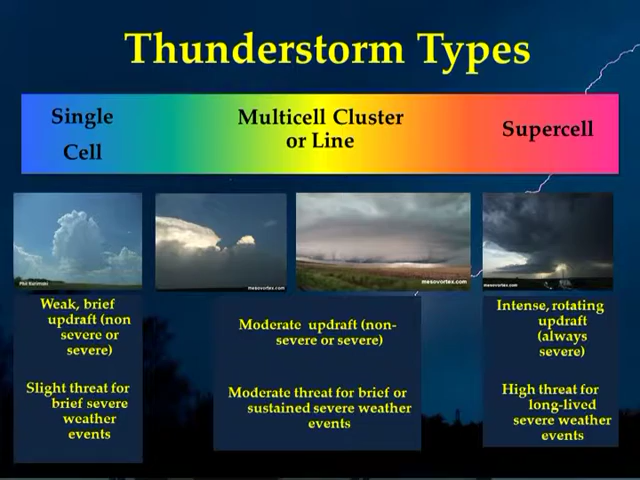 Thunderstorm Types
Single
Cell
Multicell Cluster
or Line
Supercell
mesovortex.com
mesovortex.com
mesovortex.com
Weak, brief
updraft (non
severe or
severe)
Slight threat for
brief severe
weather
events
Moderate updraft (non-
severe or severe)
Moderate threat for brief or
sustained severe weather
events
Intense, rotating
updraft
(always
severe)
High threat for
long-lived
severe weather
events